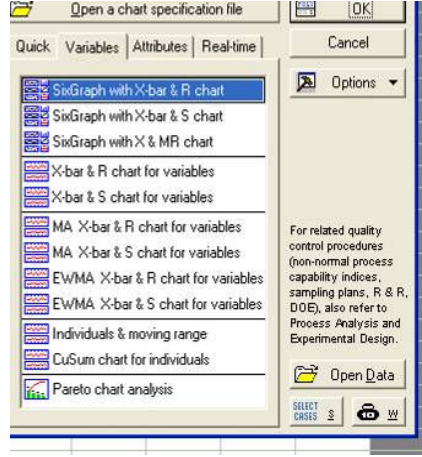 Open a chart specification file
OK
Quick Variables Attributes Real-time
Cancel
Options
SixGraph with X-bar & R chart
SixGraph with X-bar & S chart
SixGraph with X & MR chart
X-bar & R chart for variables
X-bar & S chart for variables
MA X-bar & R chart for variables
MA X-bar & S chart for variables
EWMA X-bar & R chart for variables
EWMA X-bar & S chart for variables
Individuals & moving range
CuSum chart for individuals
Pareto chart analysis
For related quality
control procedures
(non-normal process
capability indices,
sampling plans, R & R,
DOE), also refer to
Process Analysis and
Experimental Design.
Open Data
SELECT
CASES S W